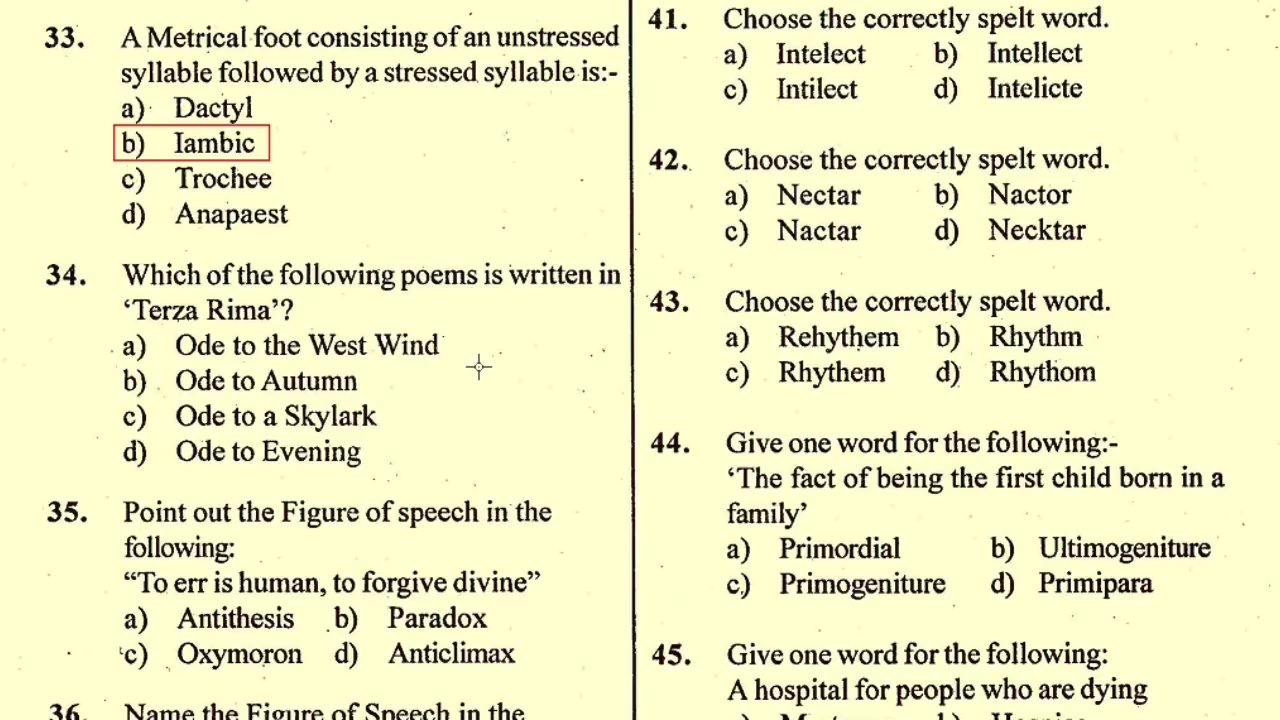 33. A Metrical foot consisting of an unstressed
syllable followed by a stressed syllable is:-
a) Dactyl
b) Iambic
c) Trochee
d) Anapaest
34. Which of the following poems is written in
‘Terza Rima’?
a) Ode to the West Wind
b) Ode to Autumn
c) Ode to a Skylark
d) Ode to Evening
35. Point out the Figure of speech in the
following:
“To err is human, to forgive divine”
a) Antithesis b) Paradox
c) Oxymoron d) Anticlimax
36. Name the Figure of Speech in the
41. Choose the correctly spelt word.
a) Intelect b) Intellect
c) Intilect d) Intelicte
42. Choose the correctly spelt word.
a) Nectar b) Nactor
c) Nactar d) Necktar
43. Choose the correctly spelt word.
a) Rehythem b) Rhythm
c) Rhythem d) Rhythom
44. Give one word for the following:-
‘The fact of being the first child born in a
family’
a) Primordial b) Ultimogeniture
c) Primogeniture d) Primipara
45. Give one word for the following:
A hospital for people who are dying